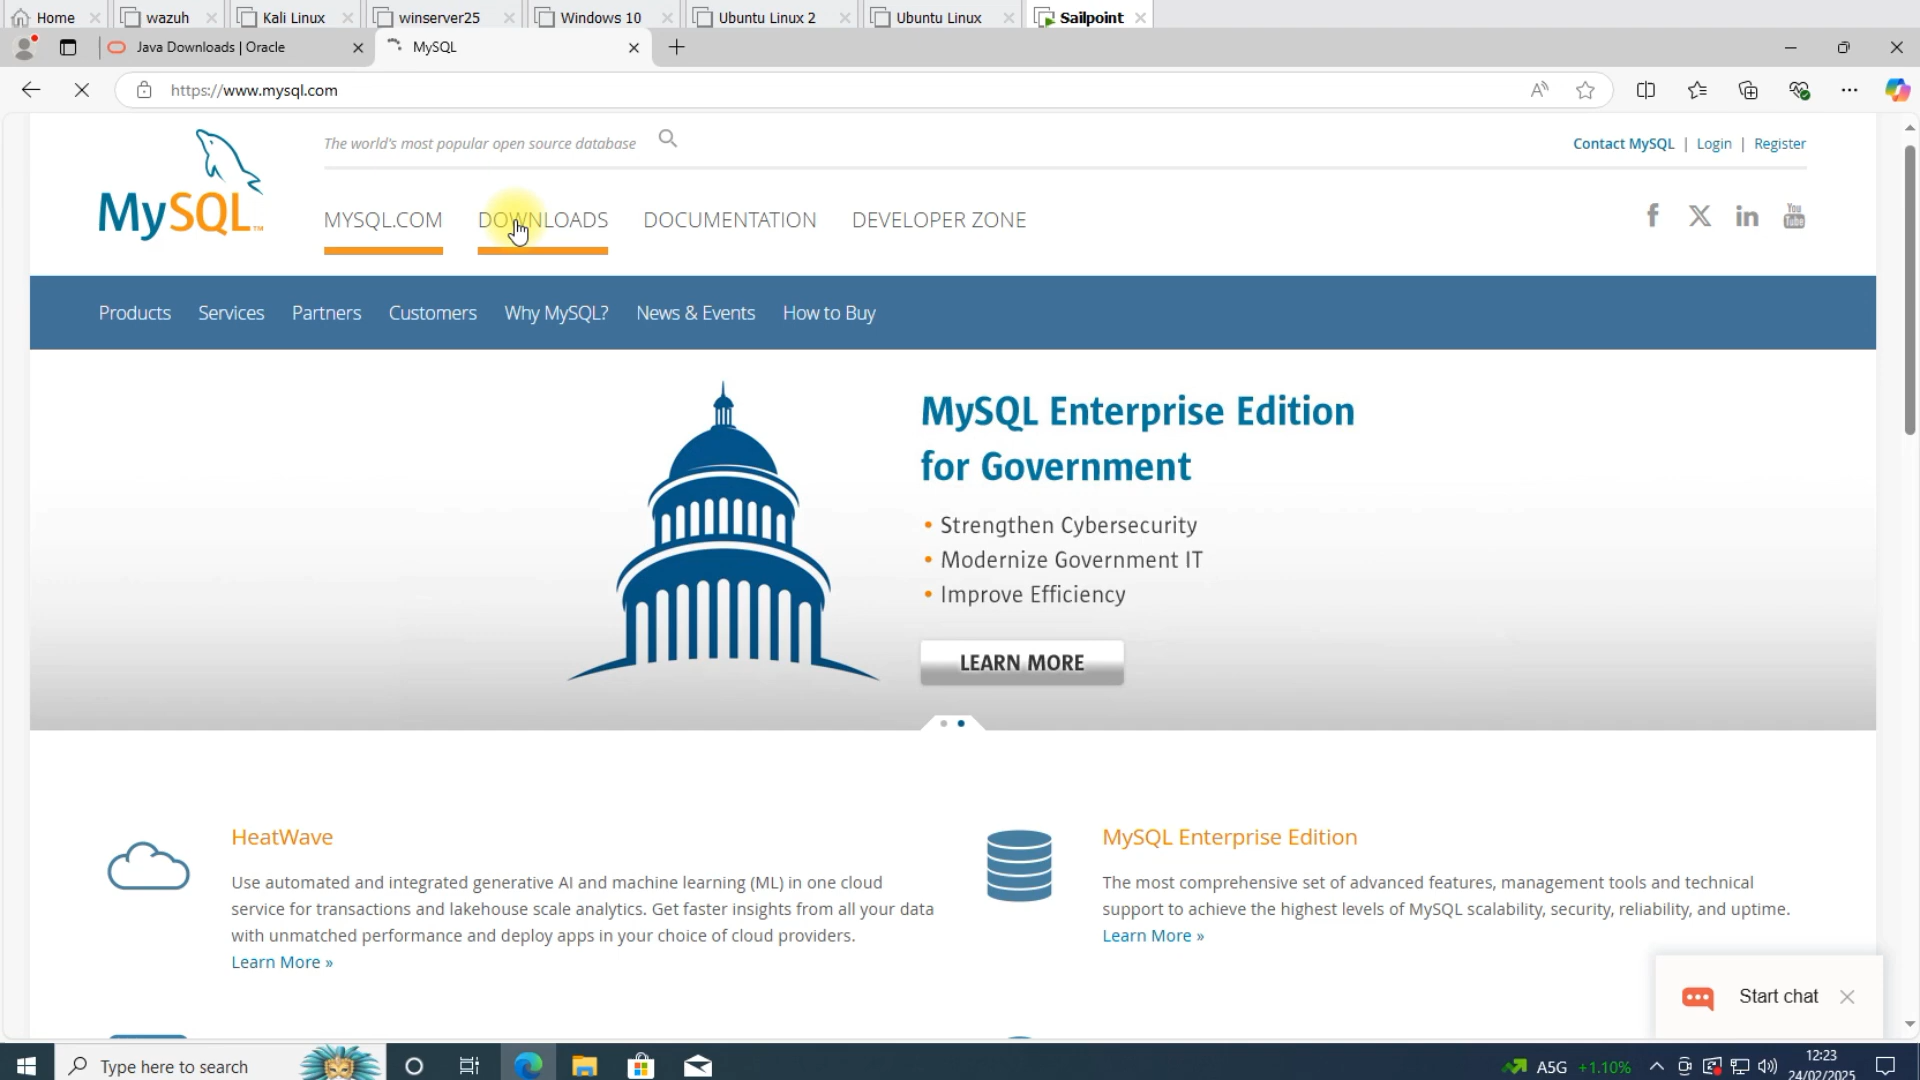 Home
wazuh
Kali Linux
winserver25
Windows 10
Ubuntu Linux 2
Ubuntu Linux
Sailpoint
Java Downloads | Oracle
MySQL
https://www.mysql.com
MySQL™
The world's most popular open source database
Contact MySQL | Login | Register
MYSQL.COM
DOWNLOADS
DOCUMENTATION
DEVELOPER ZONE
You
Tube
Products
Services
Partners
Customers
Why MySQL?
News & Events
How to Buy
MySQL Enterprise Edition
for Government
• Strengthen Cybersecurity
• Modernize Government IT
• Improve Efficiency
LEARN MORE
HeatWave
Use automated and integrated generative AI and machine learning (ML) in one cloud
service for transactions and lakehouse scale analytics. Get faster insights from all your data
with unmatched performance and deploy apps in your choice of cloud providers.
Learn More »
MySQL Enterprise Edition
The most comprehensive set of advanced features, management tools and technical
support to achieve the highest levels of MySQL scalability, security, reliability, and uptime.
Learn More »
Start chat
Type here to search
A5G +1.10%
12:23
24/02/2025